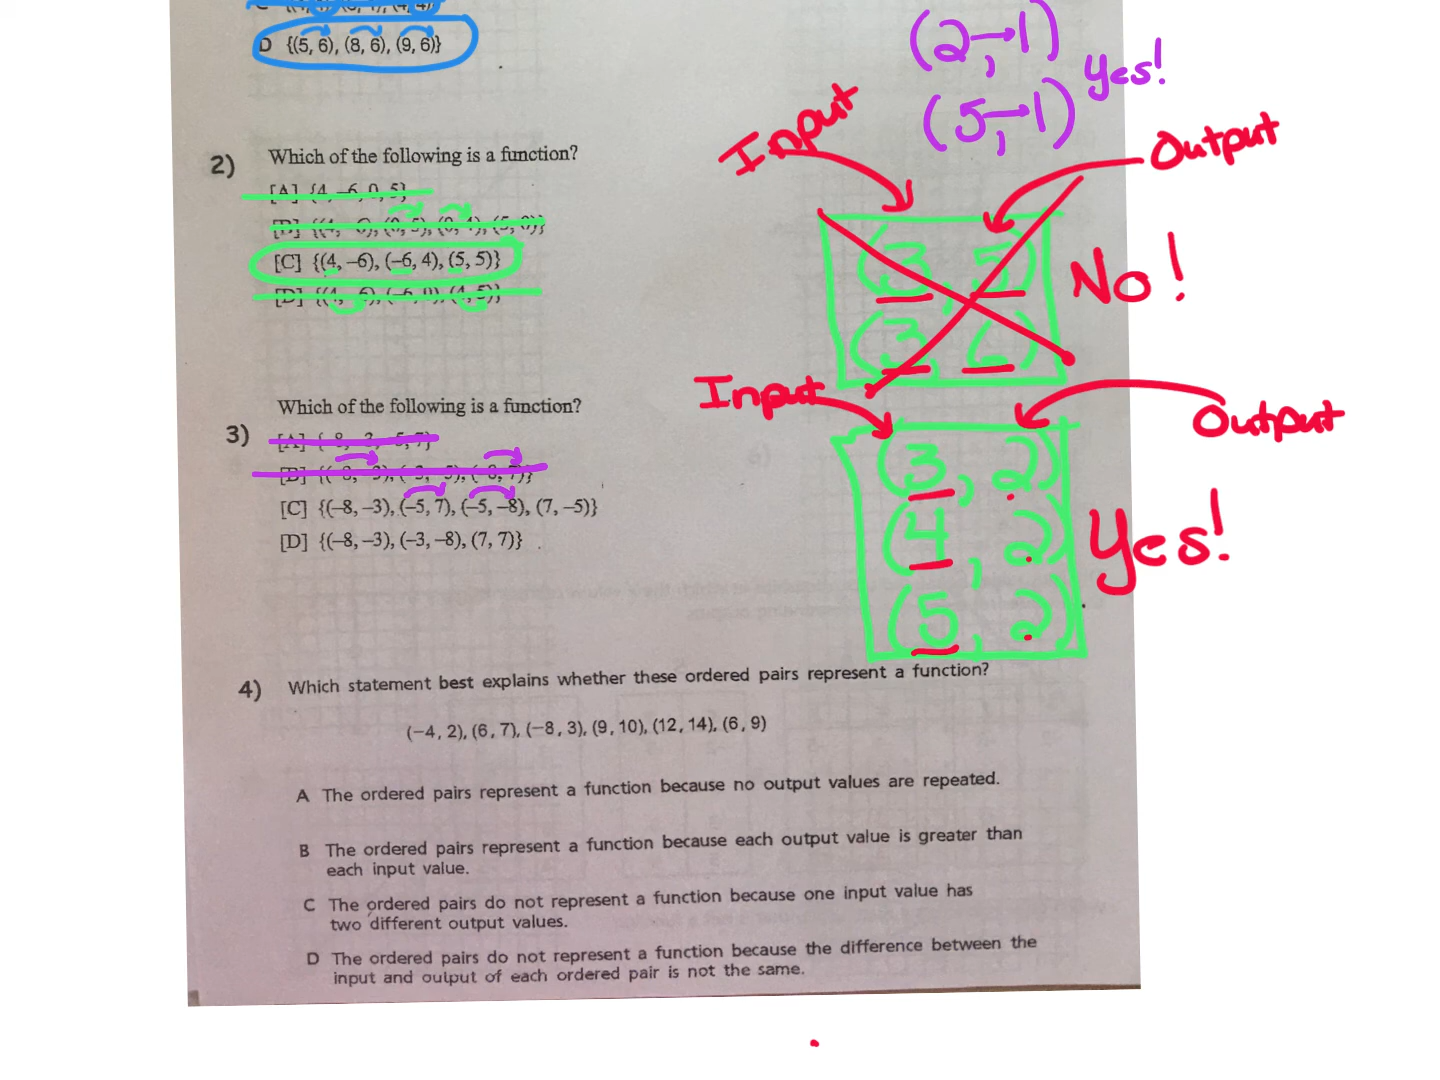 D {(5, 6), (8, 6), (9, 6)}
(2→1)
(5→1) Yes!
Input
Output
2) Which of the following is a function?
[A] {4, –6, 0, 5}
[C] {(4, –6), (–6, 4), (5, 5)}
(3, 5)
(3, 6)
No!
Input
Output
3) Which of the following is a function?
[C] {(–8, –3), (–5, 7), (–5, –8), (7, –5)}
[D] {(–8, –3), (–3, –8), (7, 7)}
(3, 2)
(4, 2)
(5, 2)
Yes!
4) Which statement best explains whether these ordered pairs represent a function?
(−4, 2), (6, 7), (−8, 3), (9, 10), (12, 14), (6, 9)
A The ordered pairs represent a function because no output values are repeated.
B The ordered pairs represent a function because each output value is greater than
each input value.
C The ordered pairs do not represent a function because one input value has
two different output values.
D The ordered pairs do not represent a function because the difference between the
input and output of each ordered pair is not the same.